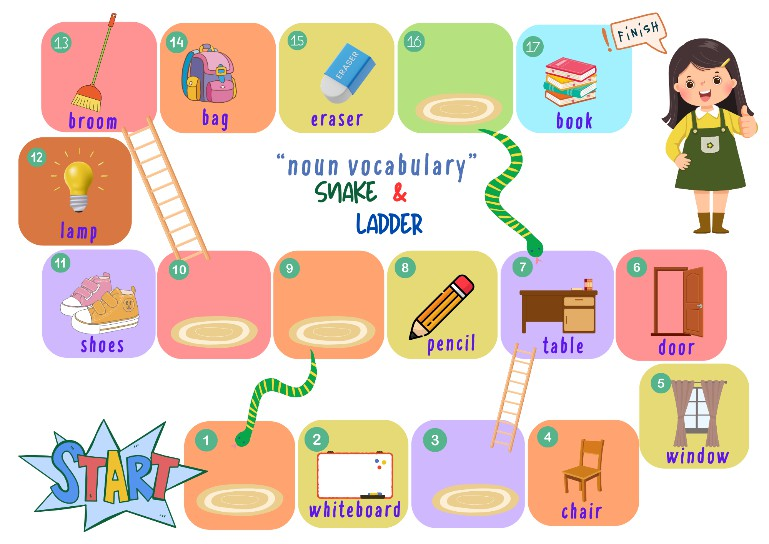 FINISH
13
broom
14
bag
15
ERASER
eraser
16
17
book
12
lamp
"noun vocabulary"
SNAKE &
LADDER
11
shoes
10
9
8
pencil
7
table
6
door
5
window
START
1
2
whiteboard
3
4
chair